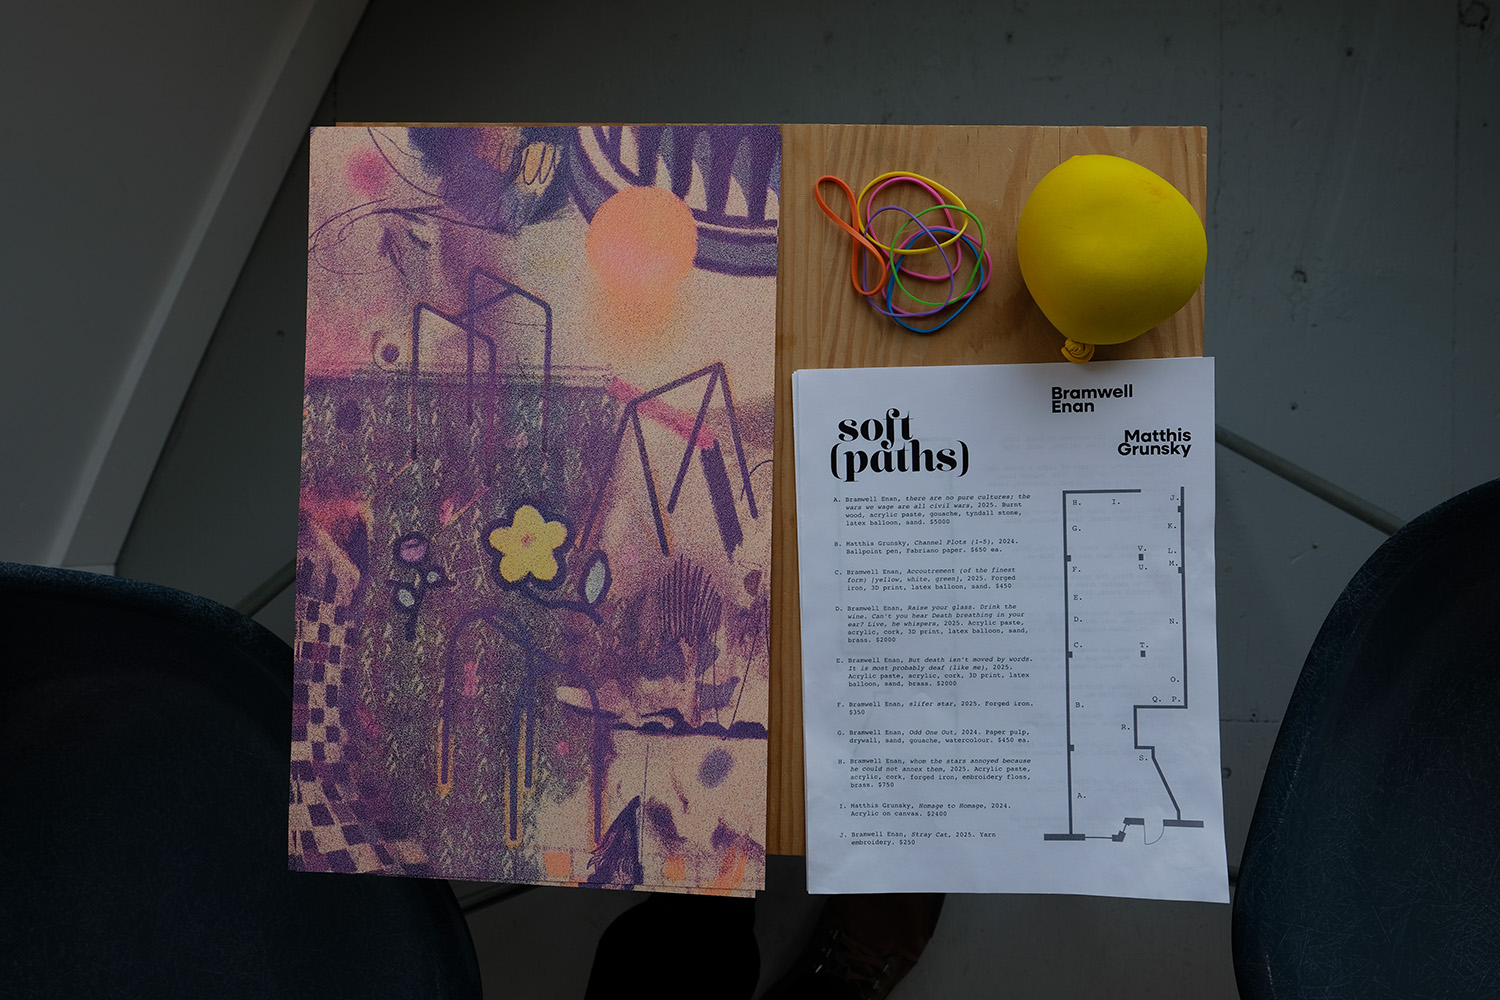 Bramwell
Enan
Matthis
Grunsky
soft
(paths)
A. Bramwell Enan, there are no pure cultures; the
wars we wage are all civil wars, 2025. Burnt
wood, acrylic paste, gouache, tyndall stone,
latex balloon, sand. $5000
B. Matthis Grunsky, Channel Plots (1-5), 2024.
Ballpoint pen, Fabriano paper. $650 ea.
C. Bramwell Enan, Accoutrement (of the finest
form) [yellow, white, green], 2025. Forged
iron, 3D print, latex balloon, sand. $450
D. Bramwell Enan, Raise your glass. Drink the
wine. Can't you hear Death breathing in your
ear? Live, he whispers, 2025. Acrylic paste,
acrylic, cork, 3D print, latex balloon, sand,
brass. $2000
E. Bramwell Enan, But death isn't moved by words.
It is most probably deaf (like me), 2025.
Acrylic paste, acrylic, cork, 3D print, latex
balloon, sand, brass. $2000
F. Bramwell Enan, slifer star, 2025. Forged iron.
$350
G. Bramwell Enan, Odd One Out, 2024. Paper pulp,
drywall, sand, gouache, watercolour. $450 ea.
H. Bramwell Enan, whom the stars annoyed because
he could not annex them, 2025. Acrylic paste,
acrylic, cork, forged iron, embroidery floss,
brass. $750
I. Matthis Grunsky, Homage to Homage, 2024.
Acrylic on canvas. $2400
J. Bramwell Enan, Stray Cat, 2025. Yarn
embroidery. $250
H. I. J.
G. K.
V. L.
F. U. M.
E.
D. N.
C. T.
O.
B. Q. P.
R.
S.
A.